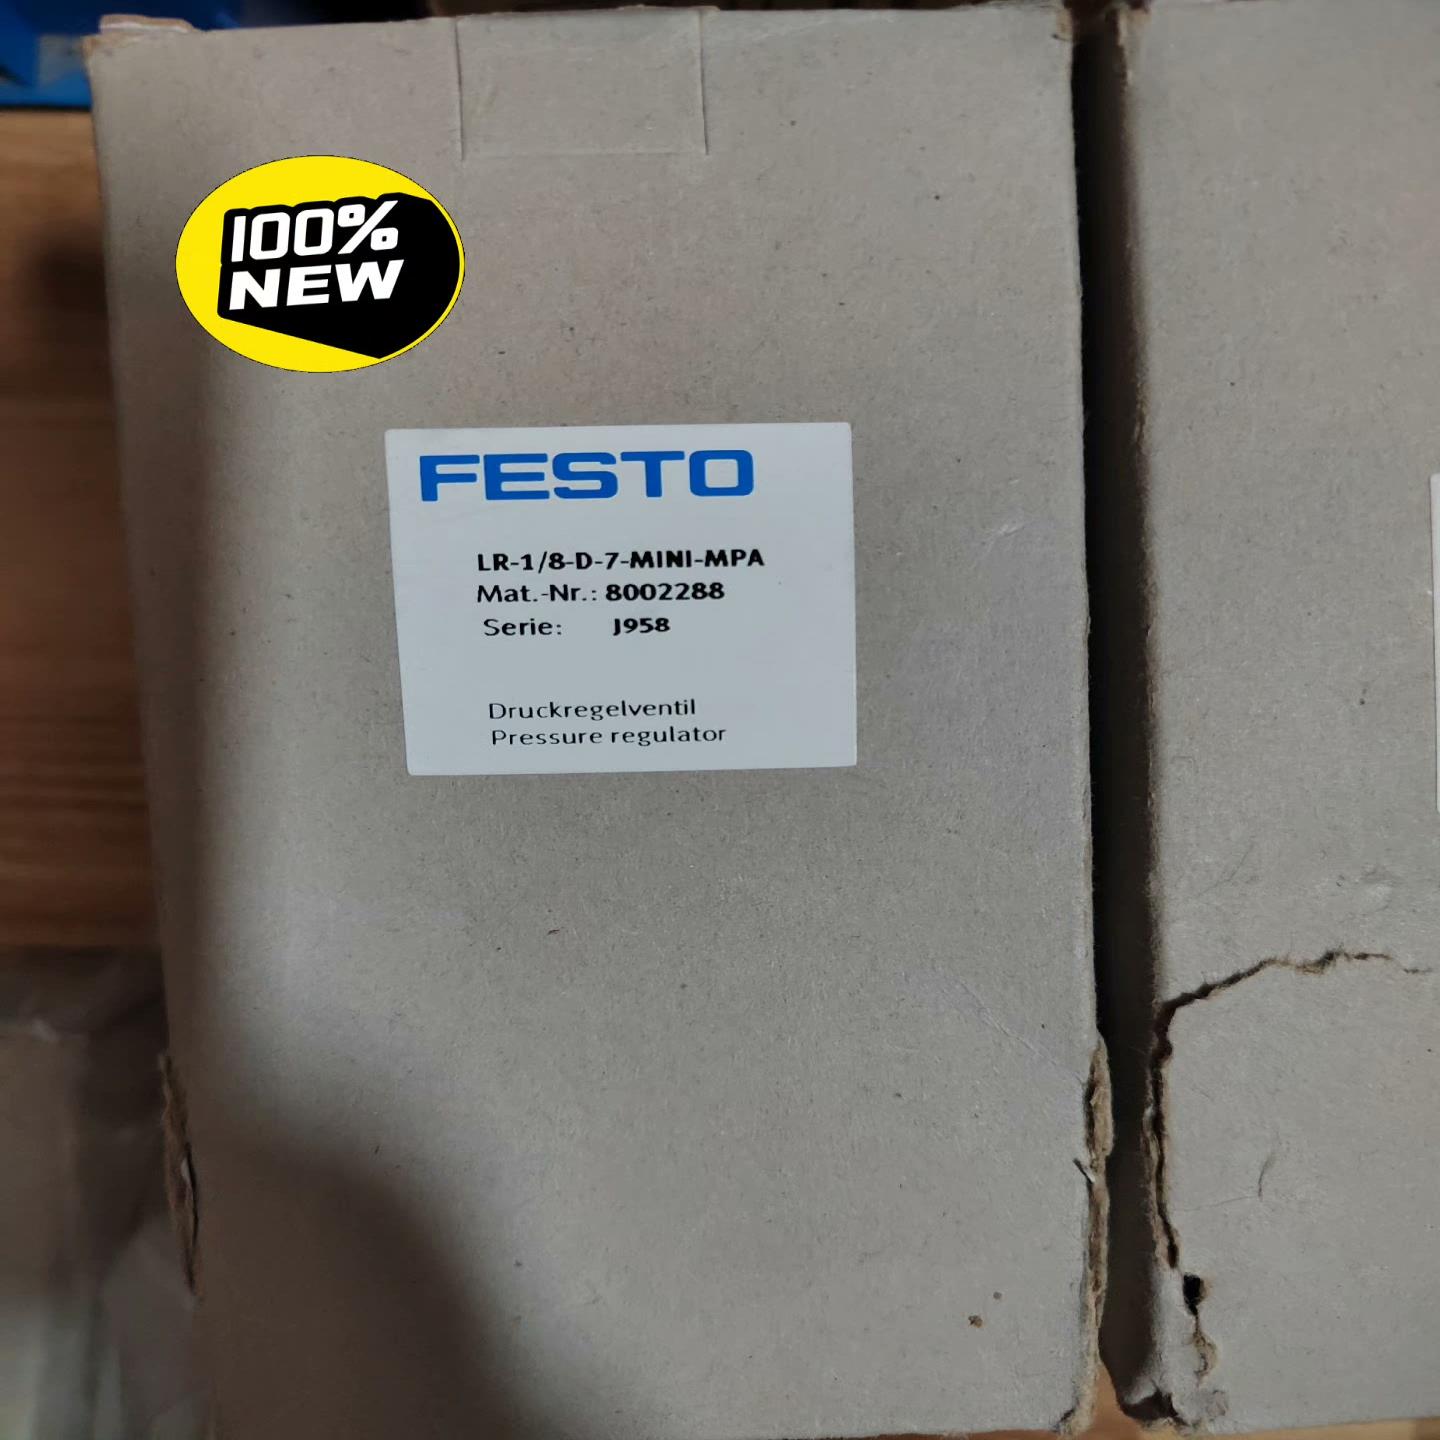 100%
NEW
FESTO
LR-1/8-D-7-MINI-MPA
Mat.-Nr.: 8002288
Serie: J958
Druckregelventil
Pressure regulator